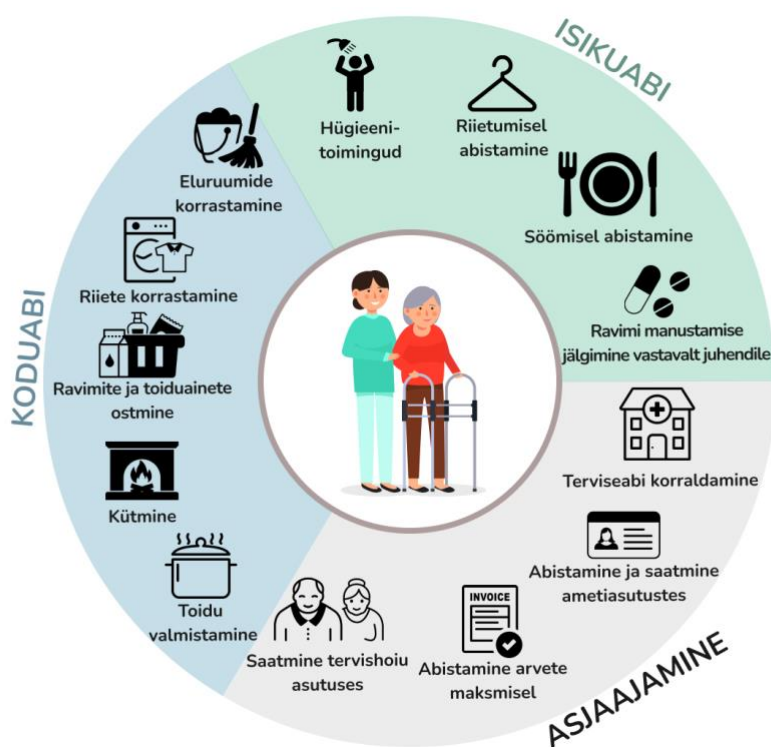 ISIKUABI
Hügieeni-
toimingud
Riietumisel
abistamine
Söömisel abistamine
Ravimi manustamise
jälgimine vastavalt juhendile
KODUABI
Eluruumide
korrastamine
Riiete korrastamine
Ravimite ja toiduainete
ostmine
Kütmine
Toidu
valmistamine
ASJAAJAMINE
Terviseabi korraldamine
Abistamine ja saatmine
ametiasutustes
INVOICE
Abistamine arvete
maksmisel
Saatmine tervishoiu
asutuses